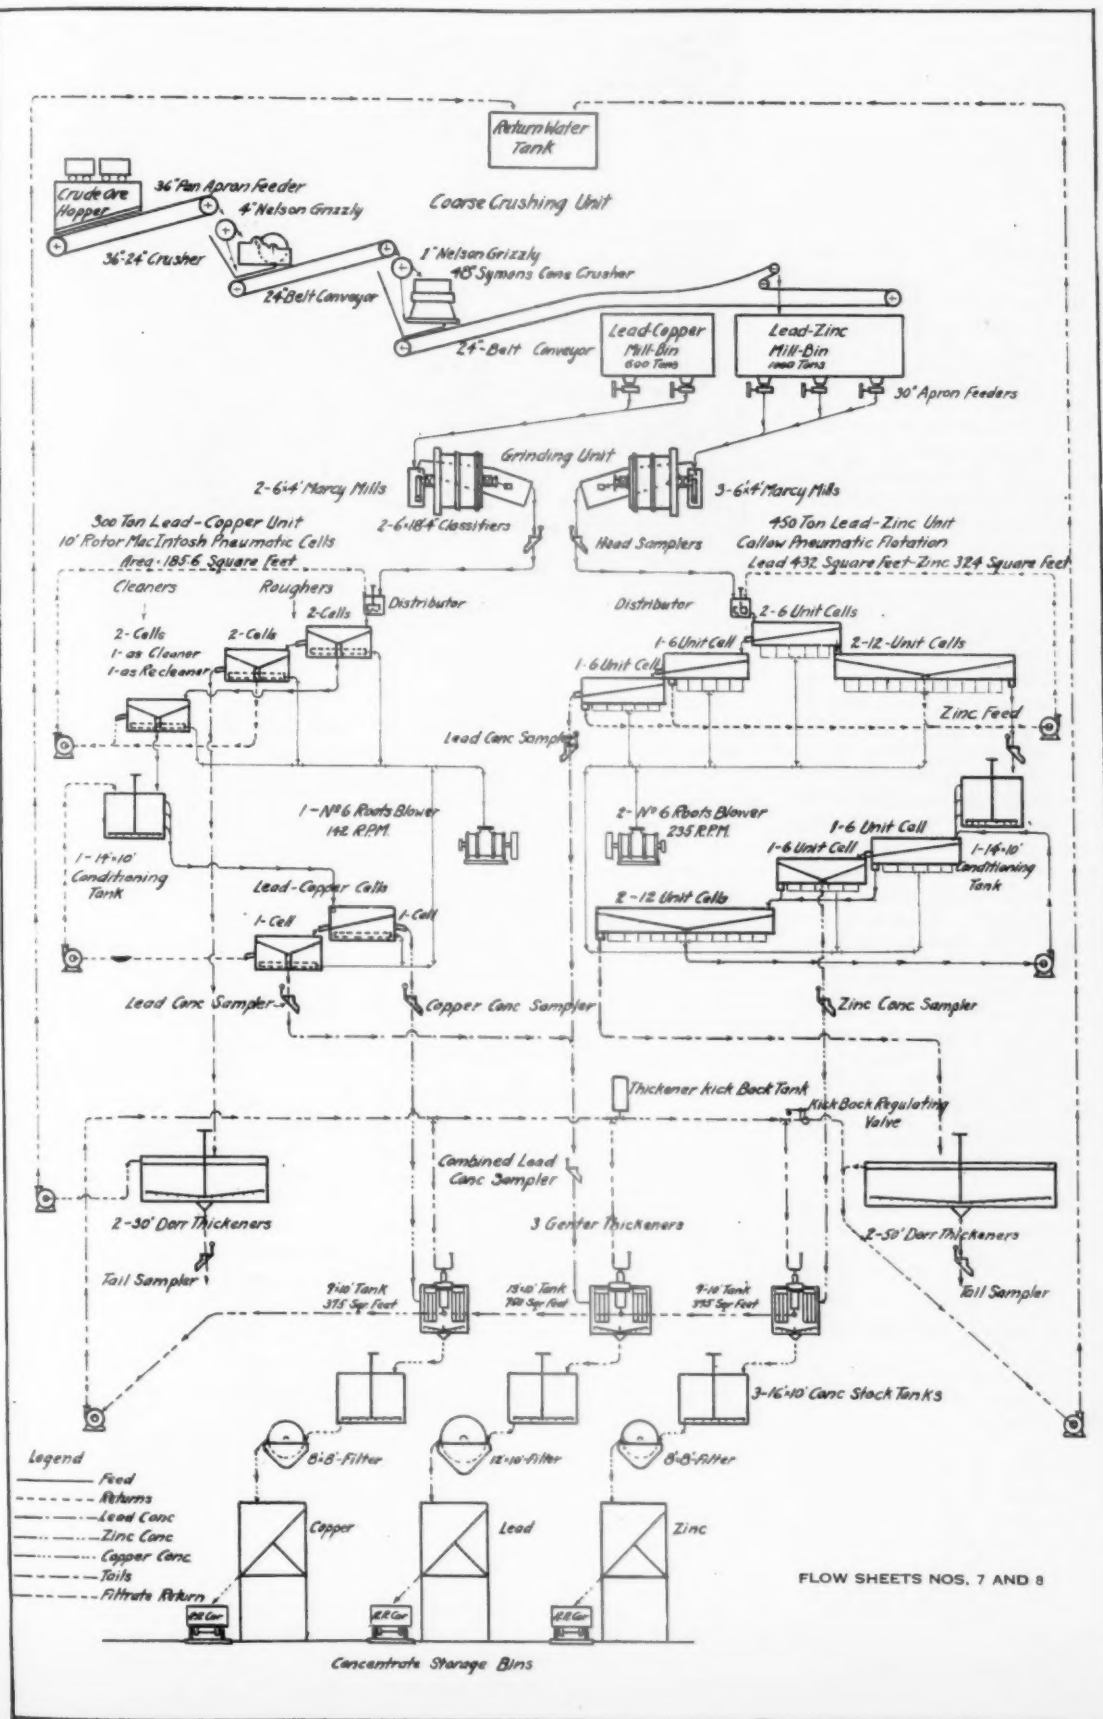 Return Water
Tank
Crude Ore
Hopper
36" Pan Apron Feeder
4" Nelson Grizzly
Coarse Crushing Unit
36"-24" Crusher
1" Nelson Grizzly
48" Symons Cone Crusher
24" Belt Conveyor
24"-Belt Conveyor
Lead-Copper
Mill-Bin
600 Tons
Lead-Zinc
Mill-Bin
1000 Tons
30" Apron Feeders
Grinding Unit
2-6'x4' Marcy Mills
3-6'x4' Marcy Mills
2-6'x18'4" Classifiers
300 Ton Lead-Copper Unit
10' Rotor MacIntosh Pneumatic Cells
Area-185.6 Square Feet
Head Samplers
450 Ton Lead-Zinc Unit
Callow Pneumatic Flotation
Lead 432 Square Feet-Zinc 324 Square Feet
Cleaners
Roughers
Distributor
Distributor
2-Cells
2-Cells
2-Cells
1-as Cleaner
1-as Recleaner
2-6 Unit Cells
1-6 Unit Cell
2-12-Unit Cells
1-6 Unit Cell
Zinc Feed
Lead Conc Sampler
1-Nº6 Roots Blower
142 R.P.M.
2-Nº6 Roots Blower
235 R.P.M.
1-6 Unit Cell
1-6 Unit Cell
1-14'x10'
Conditioning
Tank
1-14'x10'
Conditioning
Tank
Lead-Copper Cells
1-Cell
1-Cell
2-12 Unit Cells
Lead Conc Sampler
Copper Conc Sampler
Zinc Conc Sampler
Thickener Kick Back Tank
Kick Back Regulating
Valve
Combined Lead
Conc Sampler
2-30' Dorr Thickeners
3 Genter Thickeners
2-50' Dorr Thickeners
Tail Sampler
Tail Sampler
9'x10' Tank
375 Sqr Feet
13'x10' Tank
750 Sqr Feet
9'-10' Tank
375 Sqr Feet
3-16'x10' Conc Stock Tanks
8'x8'-Filter
12'x10'-Filter
8'x8'-Filter
Legend
Feed
Returns
Lead Conc
Zinc Conc
Copper Conc.
Tails
Filtrate Return
Copper
Lead
Zinc
R.R. Car
R.R. Car
R.R. Car
FLOW SHEETS NOS. 7 AND 8
Concentrate Storage Bins